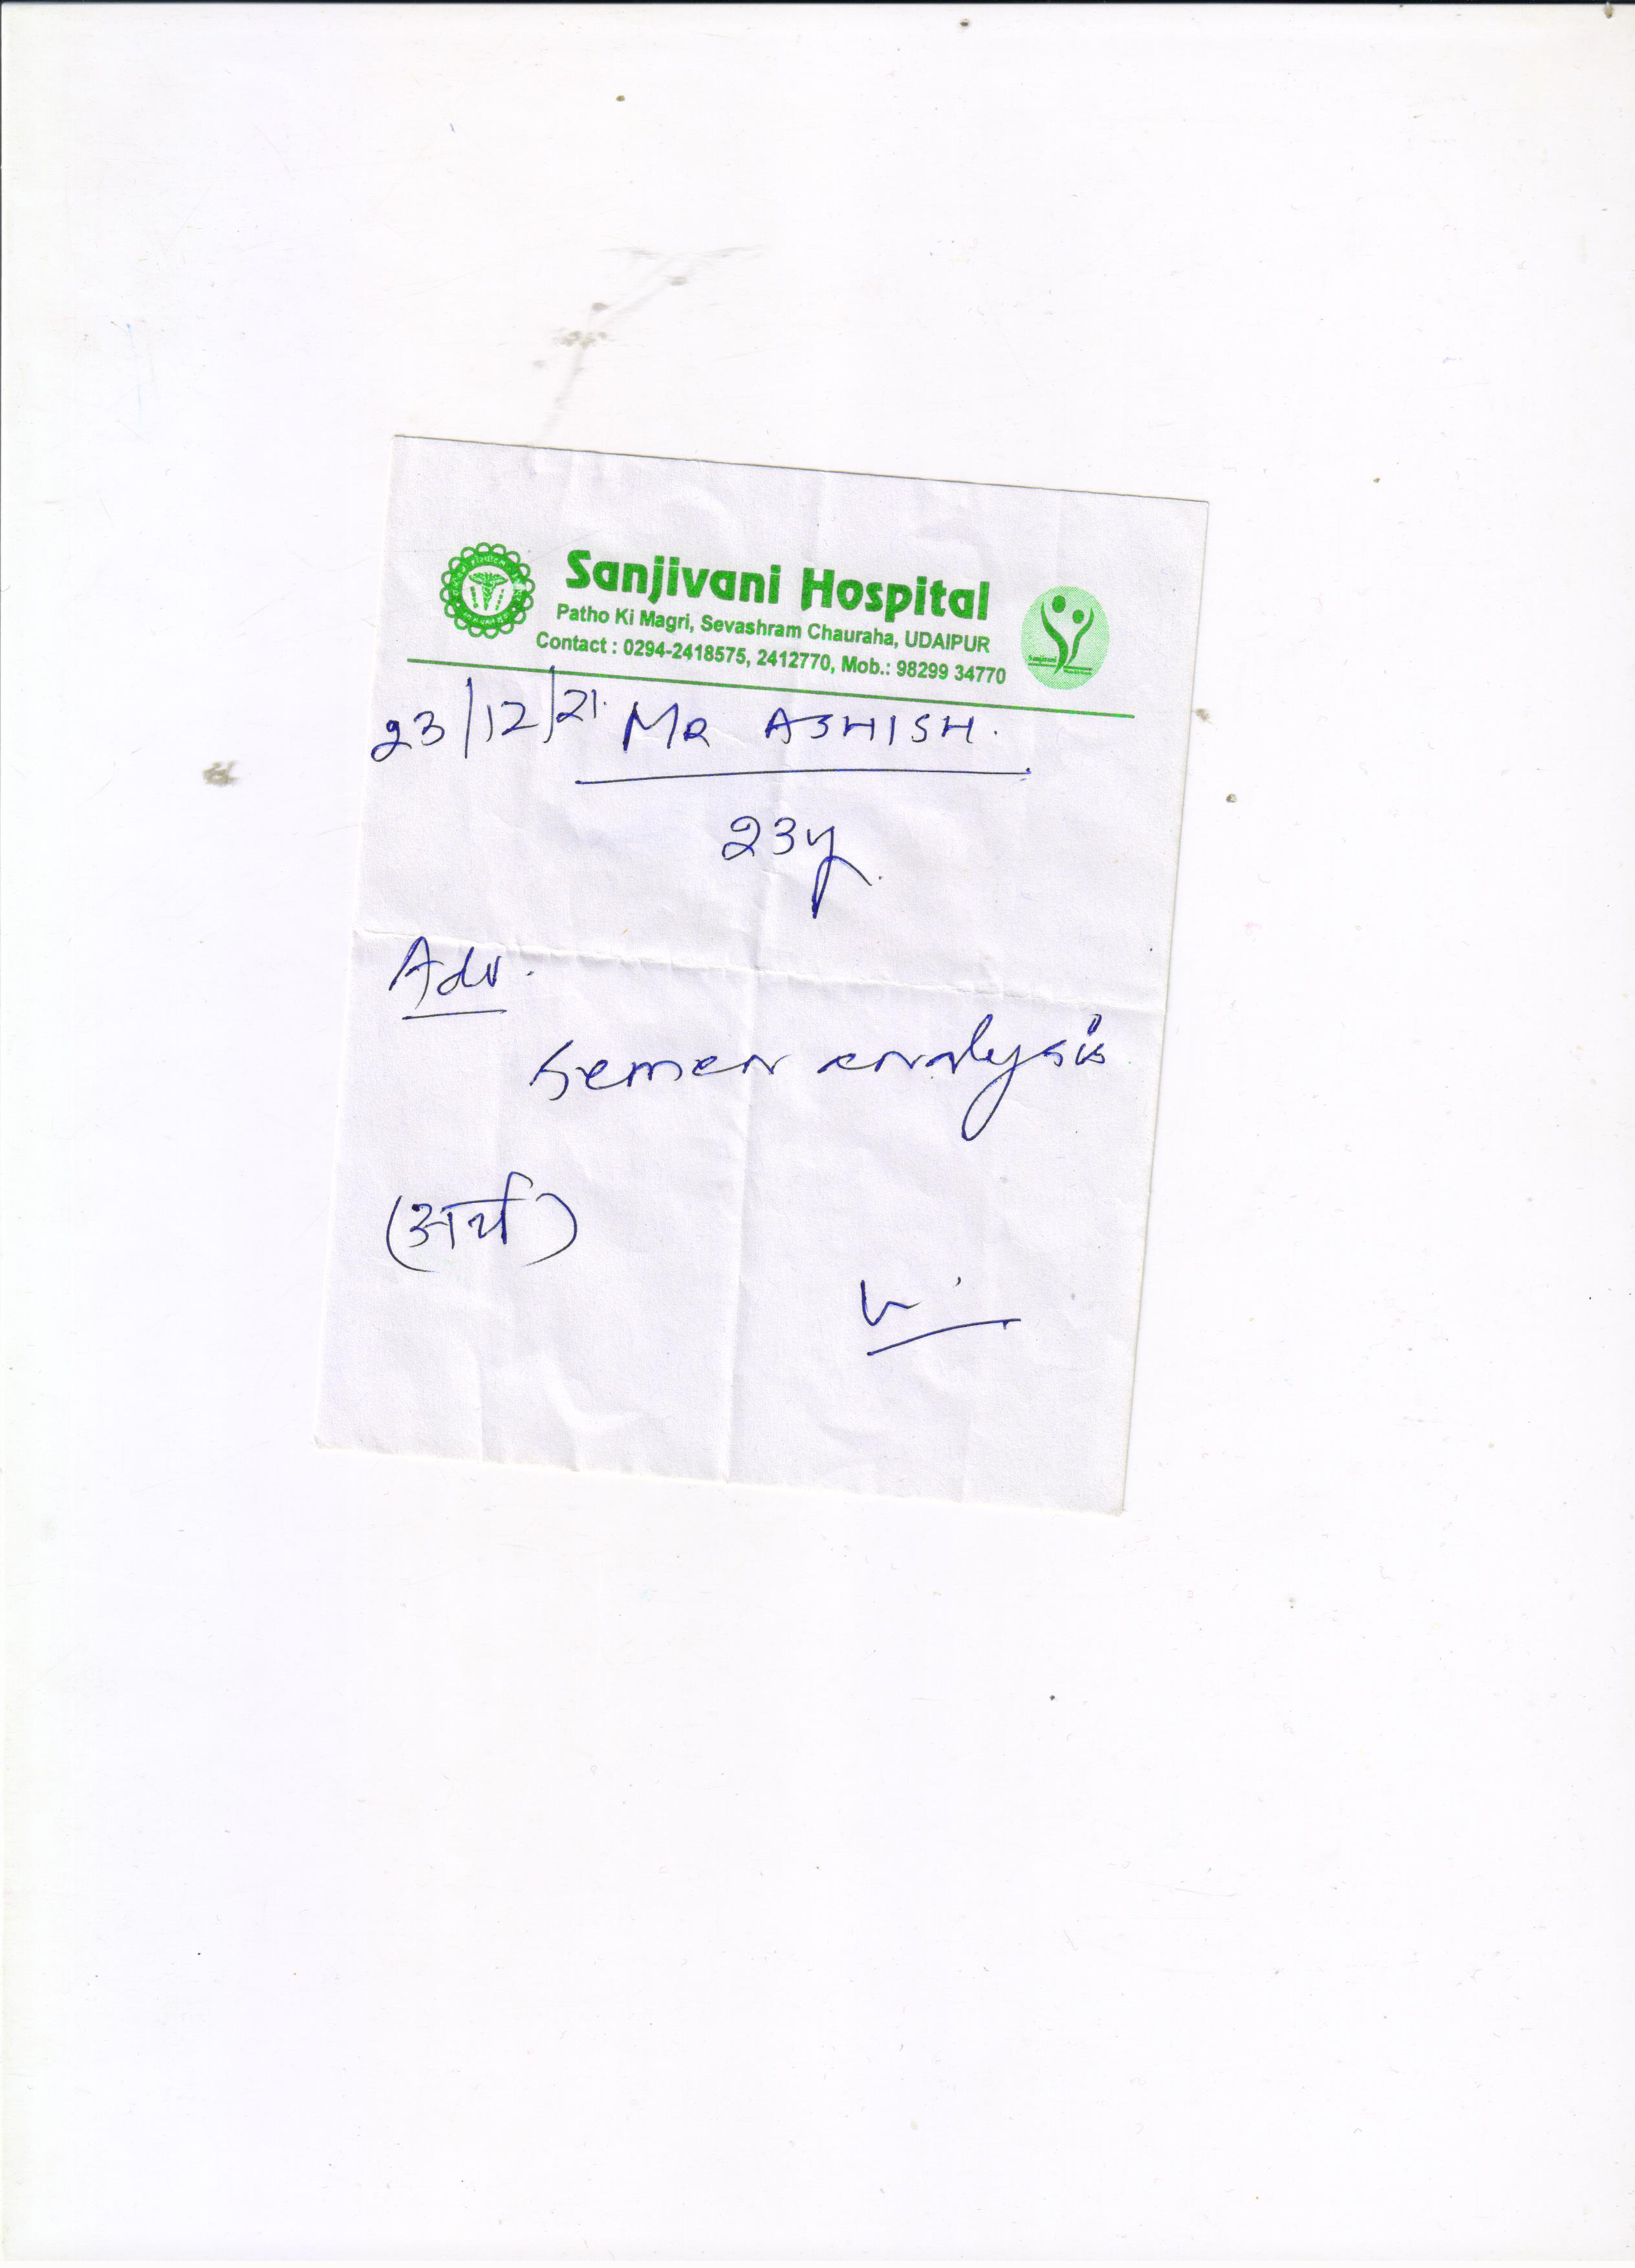 Sanjivani Hospital
Patho Ki Magri, Sevashram Chauraha, UDAIPUR
Contact : 0294-2418575, 2412770, Mob.: 98299 34770
Sanjivani
23/12/21. MR ASHISH.
23y
Adv.
Semen analysis
(अर्थ)